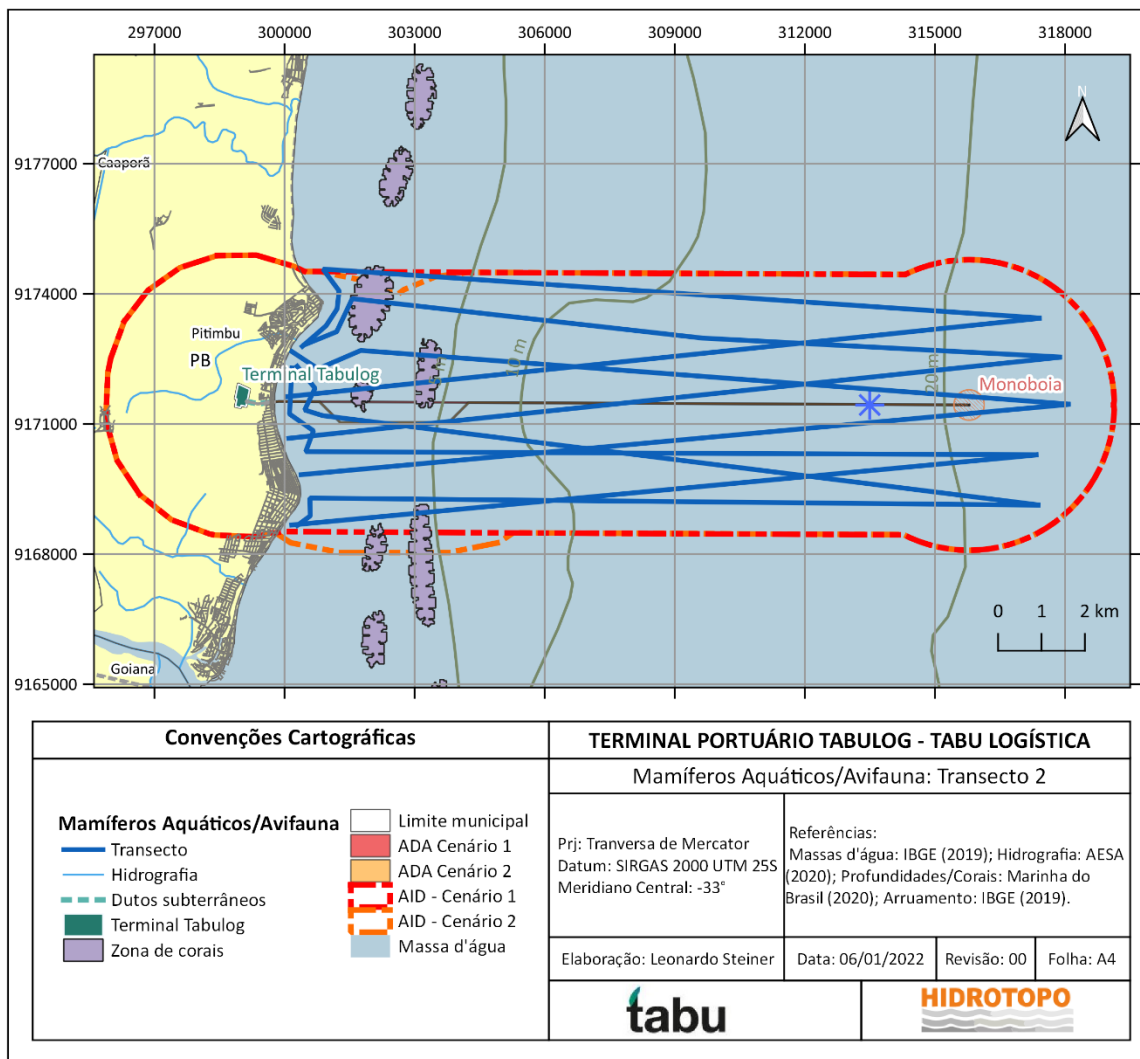 297000 300000 303000 306000 309000 312000 315000 318000
N
9177000
Caaporã
9174000
Pitimbu
PB
Terminal Tabulog
10 m
20 m
Monoboia
9171000
9168000
0 1 2 km
Goiana
9165000
Convenções Cartográficas
Mamíferos Aquáticos/Avifauna
Transecto
Hidrografia
Dutos subterrâneos
Terminal Tabulog
Zona de corais
Limite municipal
ADA Cenário 1
ADA Cenário 2
AID - Cenário 1
AID - Cenário 2
Massa d'água
TERMINAL PORTUÁRIO TABULOG - TABU LOGÍSTICA
Mamíferos Aquáticos/Avifauna: Transecto 2
Prj: Tranversa de Mercator
Datum: SIRGAS 2000 UTM 25S
Meridiano Central: -33°
Referências:
Massas d'água: IBGE (2019); Hidrografia: AESA
(2020); Profundidades/Corais: Marinha do
Brasil (2020); Arruamento: IBGE (2019).
Elaboração: Leonardo Steiner
Data: 06/01/2022
Revisão: 00
Folha: A4
tabu
HIDROTOPO